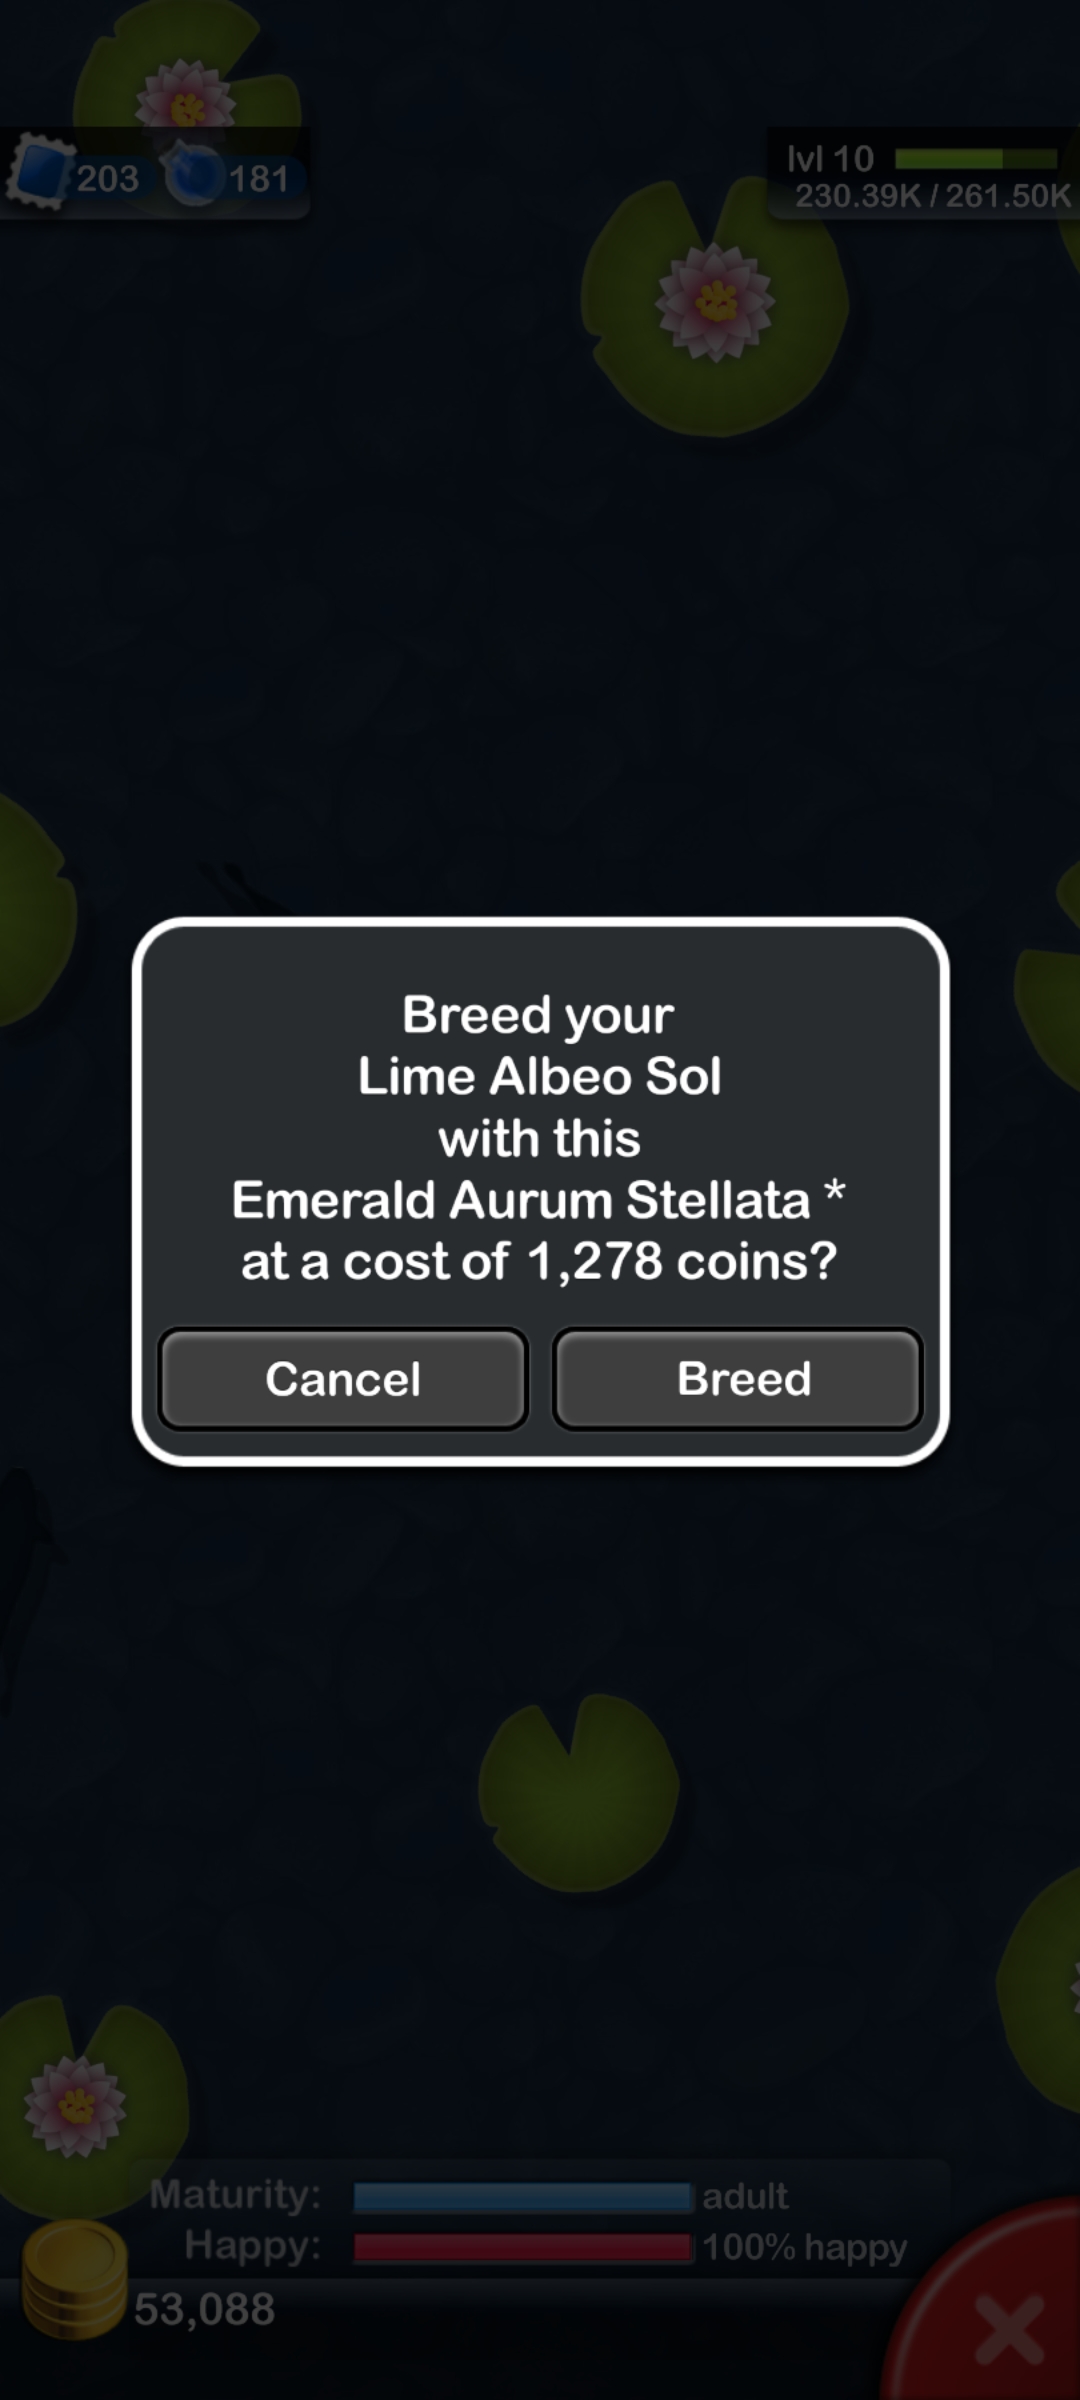 203 181
lvl 10
230.39K / 261.50K
Breed your
Lime Albeo Sol
with this
Emerald Aurum Stellata *
at a cost of 1,278 coins?
Cancel Breed
Maturity: adult
Happy: 100% happy
53,088